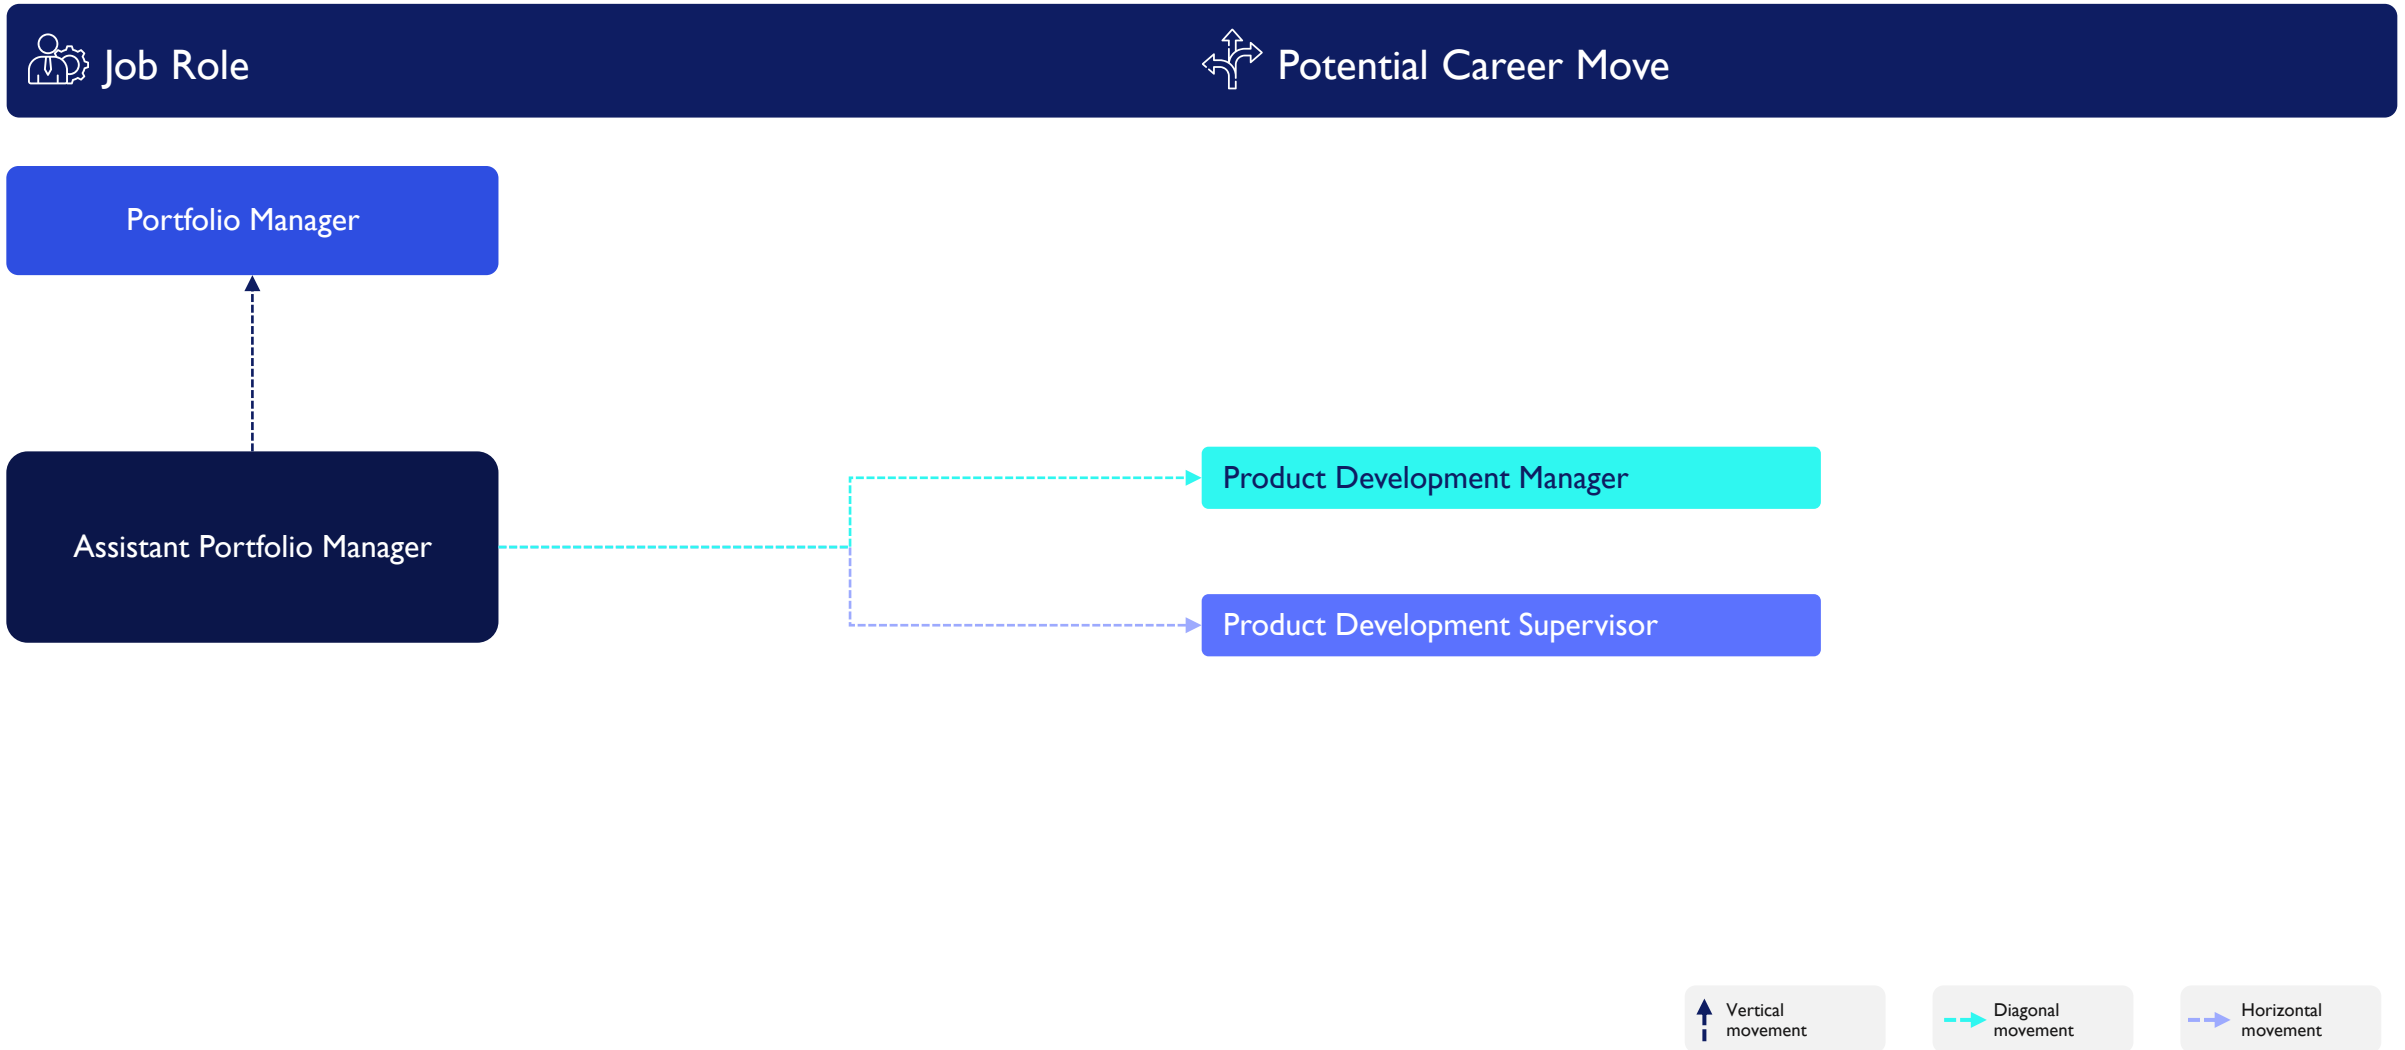 Job Role
Potential Career Move
Portfolio Manager
Assistant Portfolio Manager
Product Development Manager
Product Development Supervisor
Vertical
movement
Diagonal
movement
Horizontal
movement